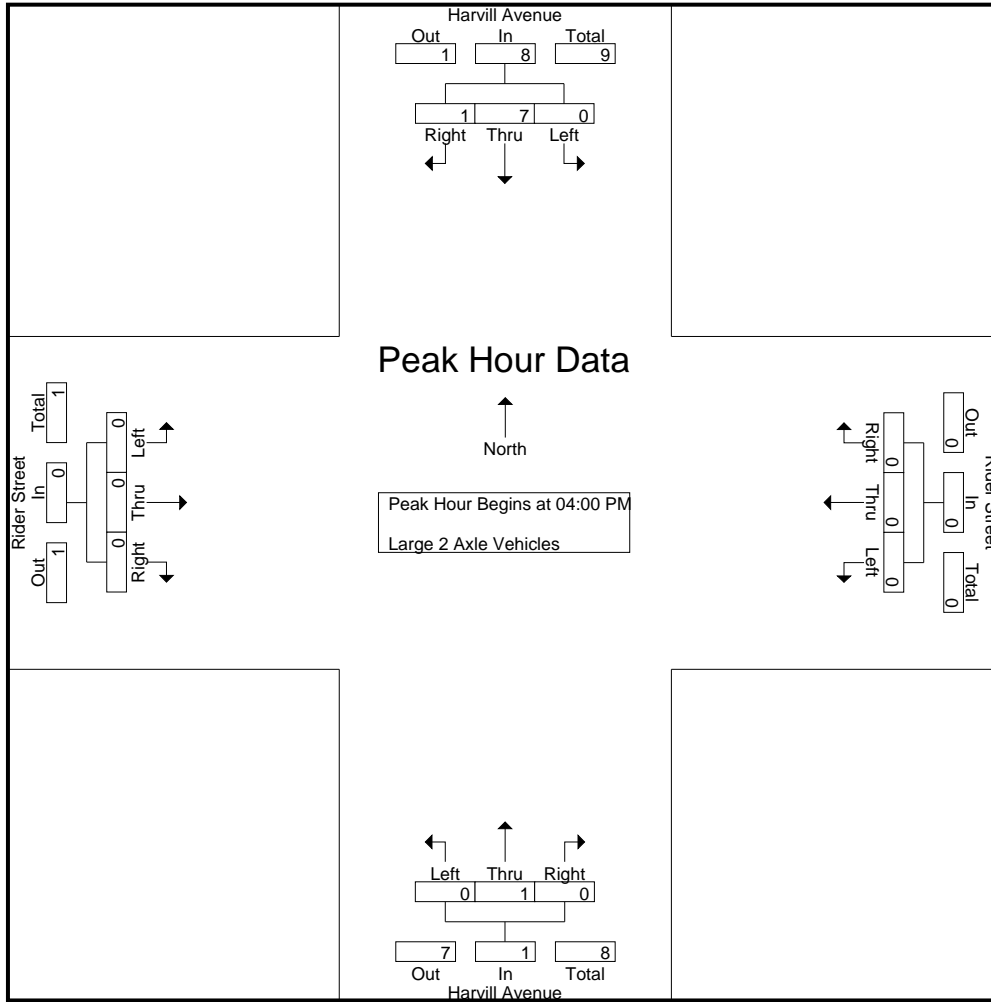 Harvill Avenue
Out In Total
1 8 9
1 7 0
Right Thru Left
Peak Hour Data
North
Peak Hour Begins at 04:00 PM
Large 2 Axle Vehicles
Rider Street
Total In Out
1 0 1
0 0 0
Left Thru Right
Rider Street
Out In Total
0 0 0
0 0 0
Right Thru Left
Left Thru Right
0 1 0
7 1 8
Out In Total
Harvill Avenue